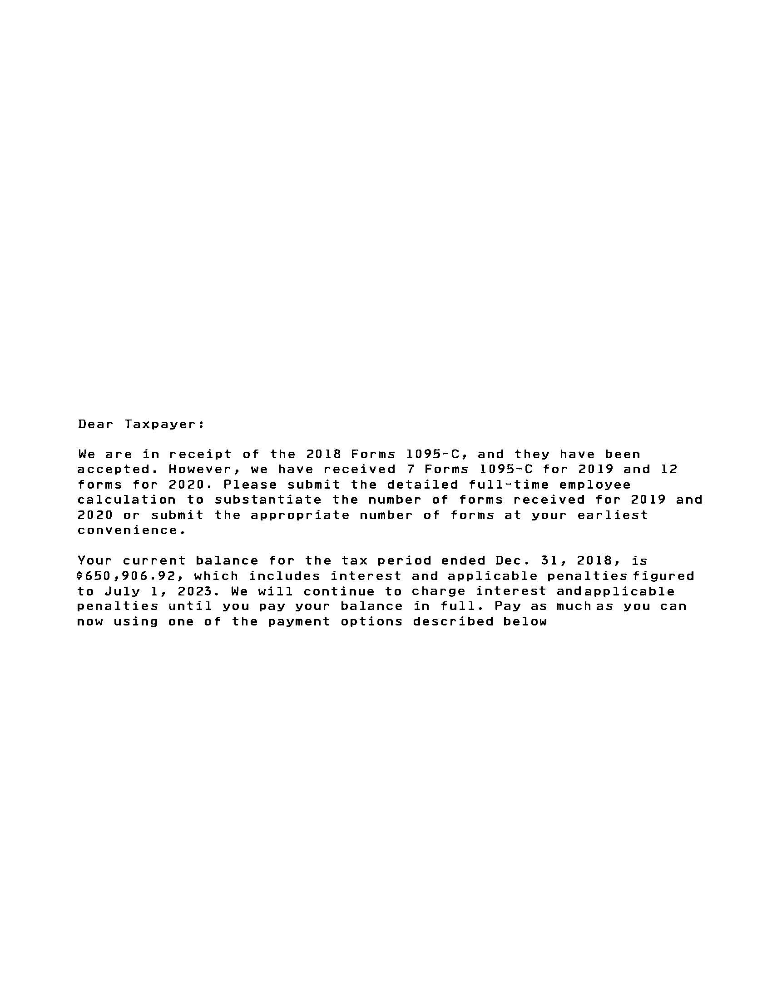 Dear Taxpayer:
We are in receipt of the 2018 Forms 1095-C, and they have been
accepted. However, we have received 7 Forms 1095-C for 2019 and 12
forms for 2020. Please submit the detailed full-time employee
calculation to substantiate the number of forms received for 2019 and
2020 or submit the appropriate number of forms at your earliest
convenience.
Your current balance for the tax period ended Dec. 31, 2018, is
$650,906.92, which includes interest and applicable penalties figured
to July 1, 2023. We will continue to charge interest andapplicable
penalties until you pay your balance in full. Pay as much as you can
now using one of the payment options described below